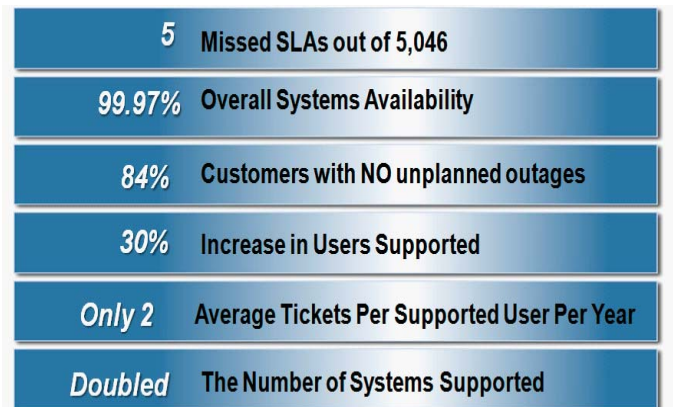 5 Missed SLAs out of 5,046
99.97% Overall Systems Availability
84% Customers with NO unplanned outages
30% Increase in Users Supported
Only 2 Average Tickets Per Supported User Per Year
Doubled The Number of Systems Supported